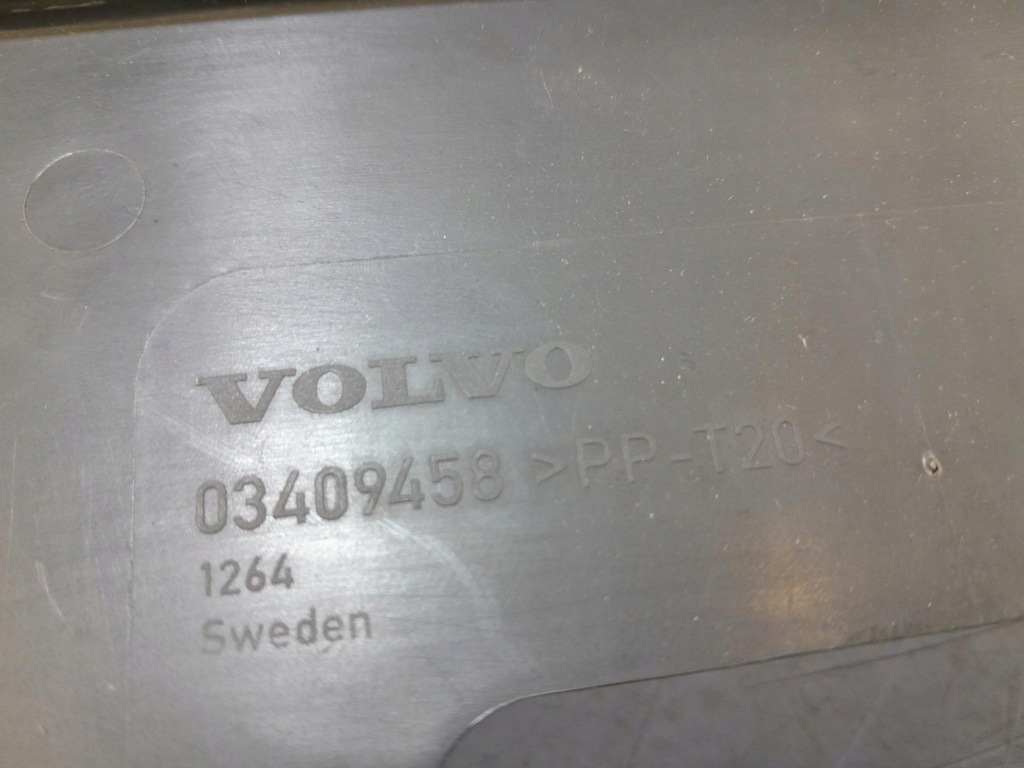 VOLVO
03409458 >PP-T20<
1264
Sweden